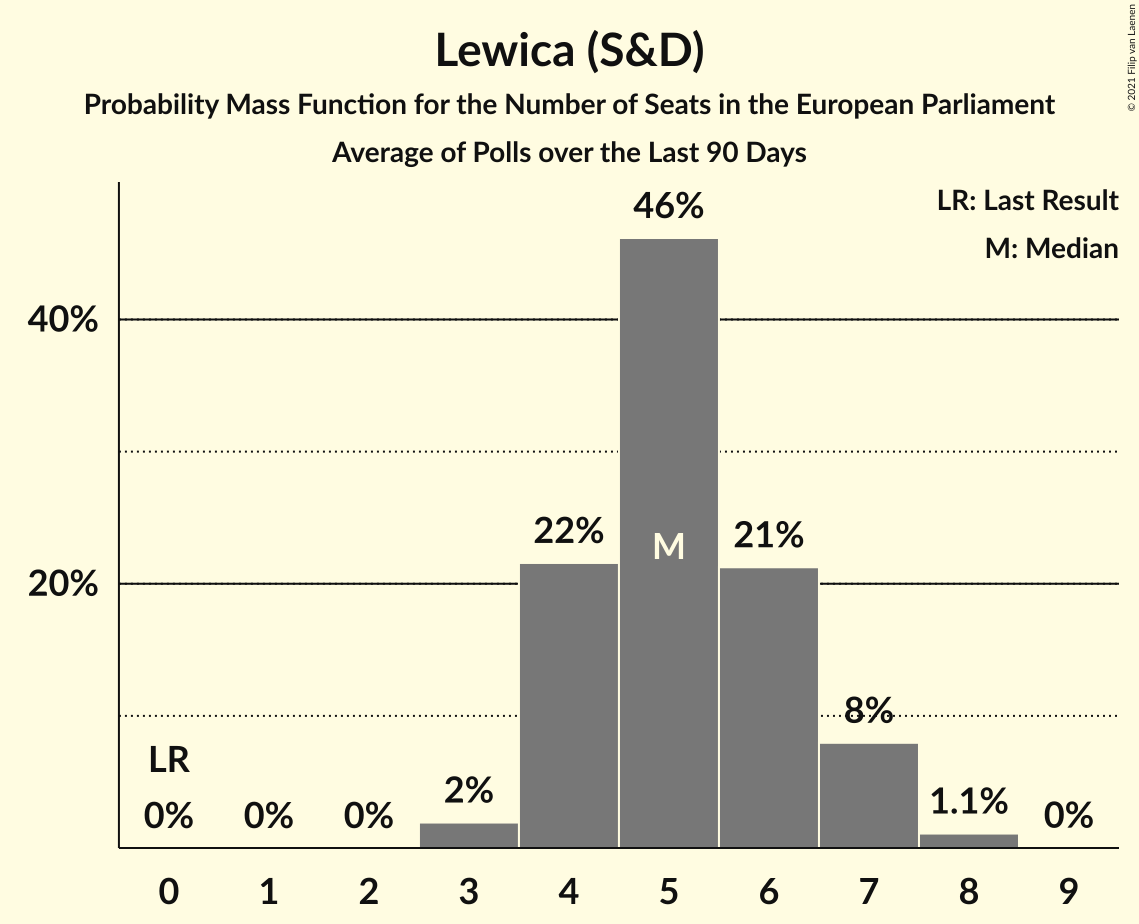 Lewica (S&D)
Probability Mass Function for the Number of Seats in the European Parliament
Average of Polls over the Last 90 Days
© 2021 Filip van Laenen
LR: Last Result
M: Median
40%
20%
LR
0%
0%
0%
2%
22%
46%
M
21%
8%
1.1%
0%
0 1 2 3 4 5 6 7 8 9